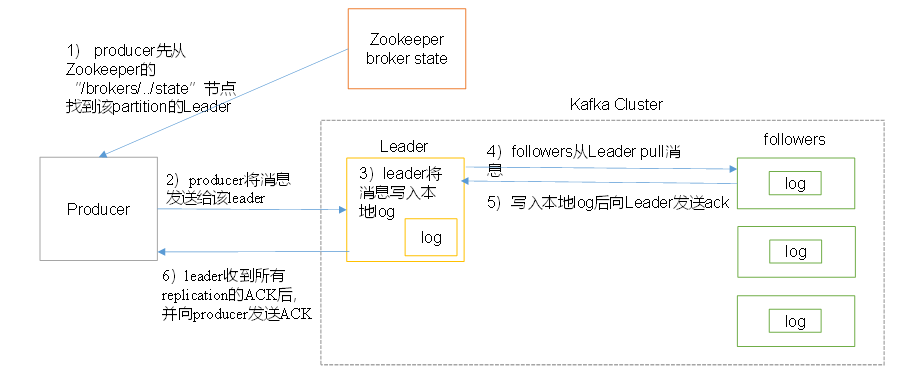 Zookeeper
broker state
1） producer先从
Zookeeper的
“/brokers/../state”节点
找到该partition的Leader
Kafka Cluster
Producer
2）producer将消息
发送给该leader
Leader
3）leader将
消息写入本
地log
log
4）followers从Leader pull消
息
5）写入本地log后向Leader发送ack
followers
log
log
log
6）leader收到所有
replication的ACK后，
并向producer发送ACK